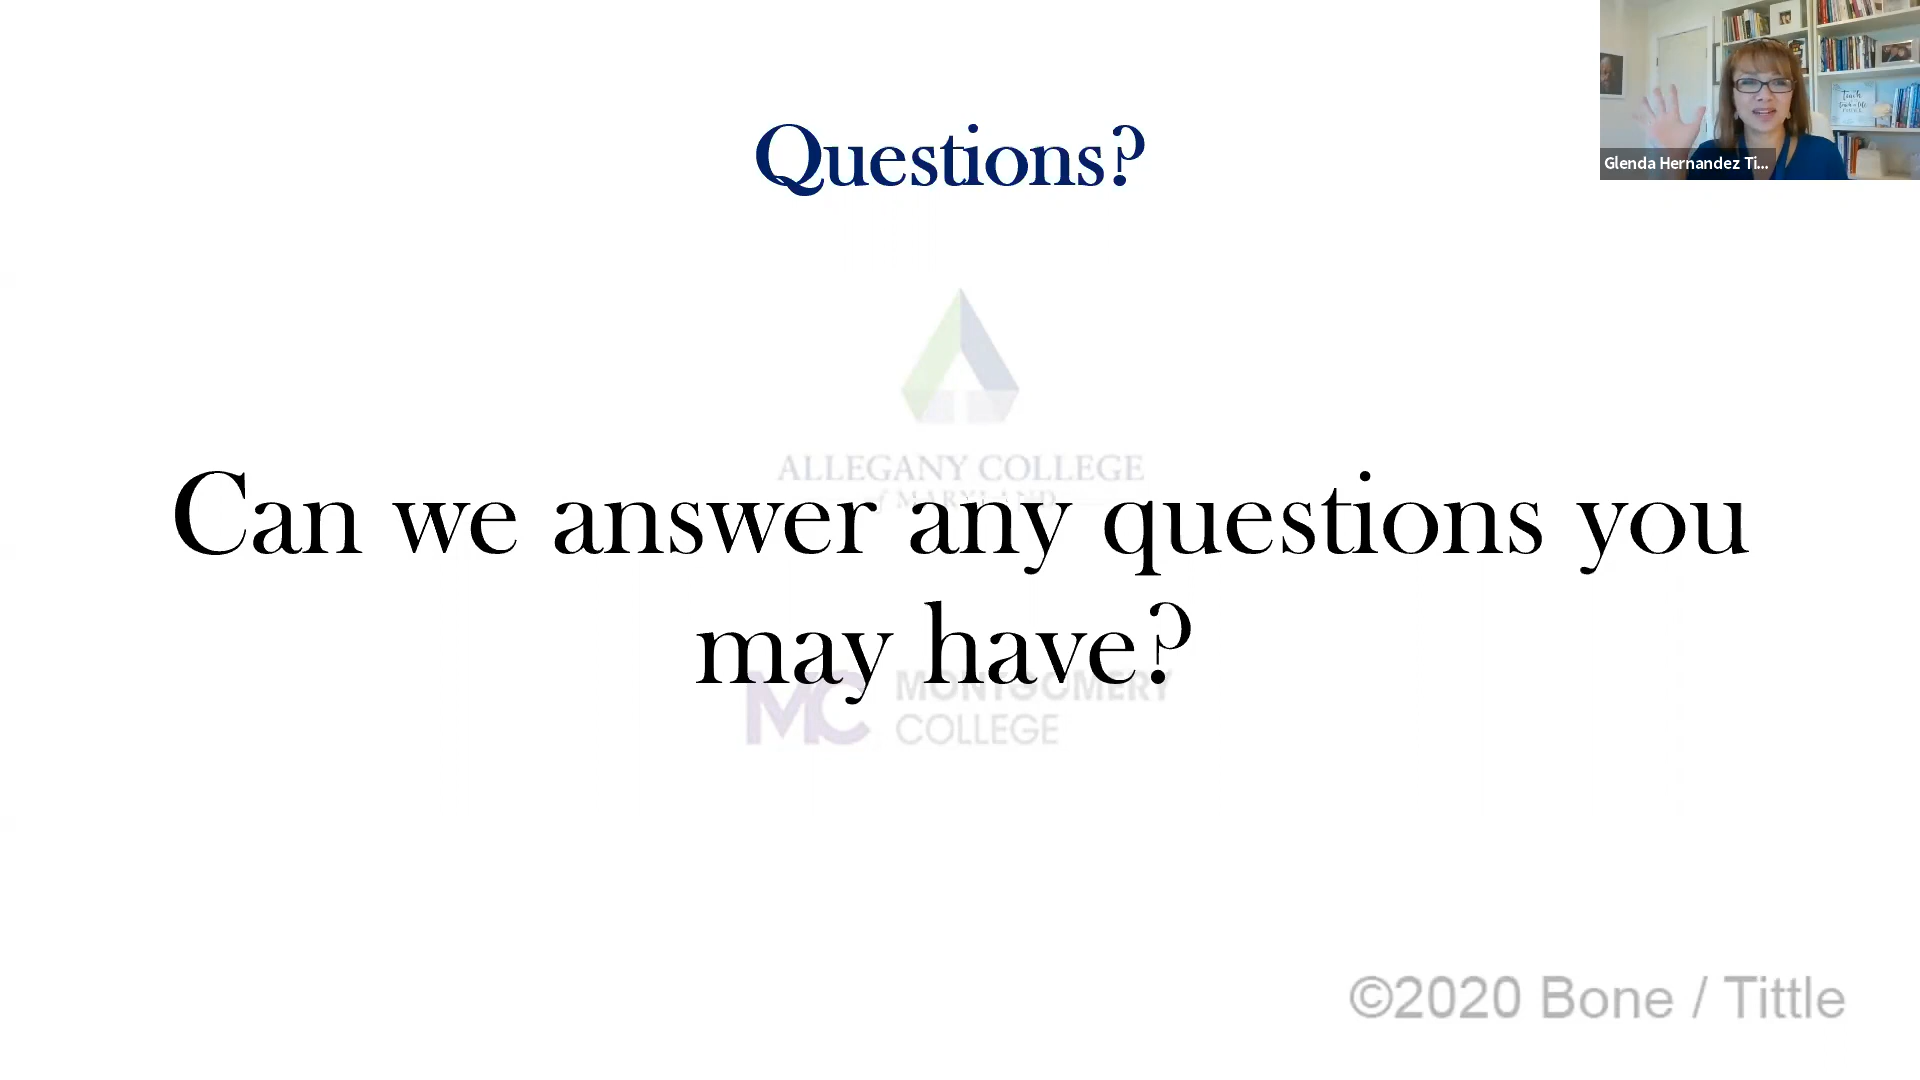 Questions?
Glenda Hernandez Ti...
ALLEGANY COLLEGE
of MARYLAND
Can we answer any questions you
may have?
MC MONTGOMERY
COLLEGE
©2020 Bone / Tittle